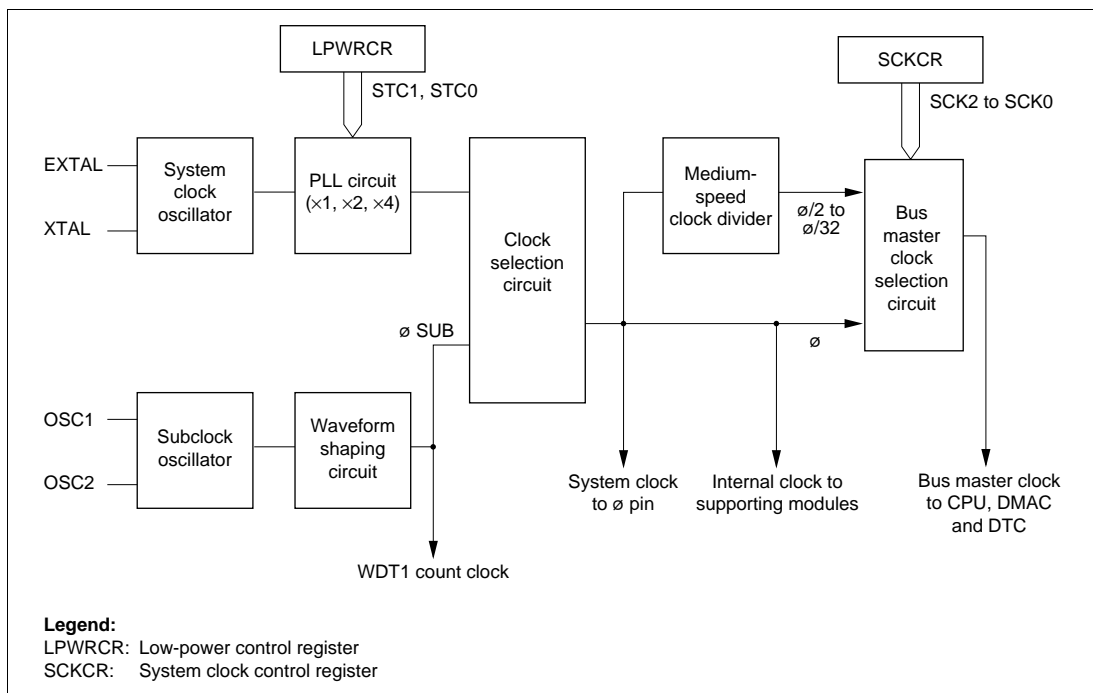 LPWRCR
STC1, STC0
SCKCR
SCK2 to SCK0
EXTAL
XTAL
System
clock
oscillator
PLL circuit
(×1, ×2, ×4)
Clock
selection
circuit
Medium-
speed
clock divider
ø/2 to
ø/32
Bus
master
clock
selection
circuit
ø SUB
ø
OSC1
OSC2
Subclock
oscillator
Waveform
shaping
circuit
System clock
to ø pin
Internal clock to
supporting modules
Bus master clock
to CPU, DMAC
and DTC
WDT1 count clock
Legend:
LPWRCR: Low-power control register
SCKCR: System clock control register